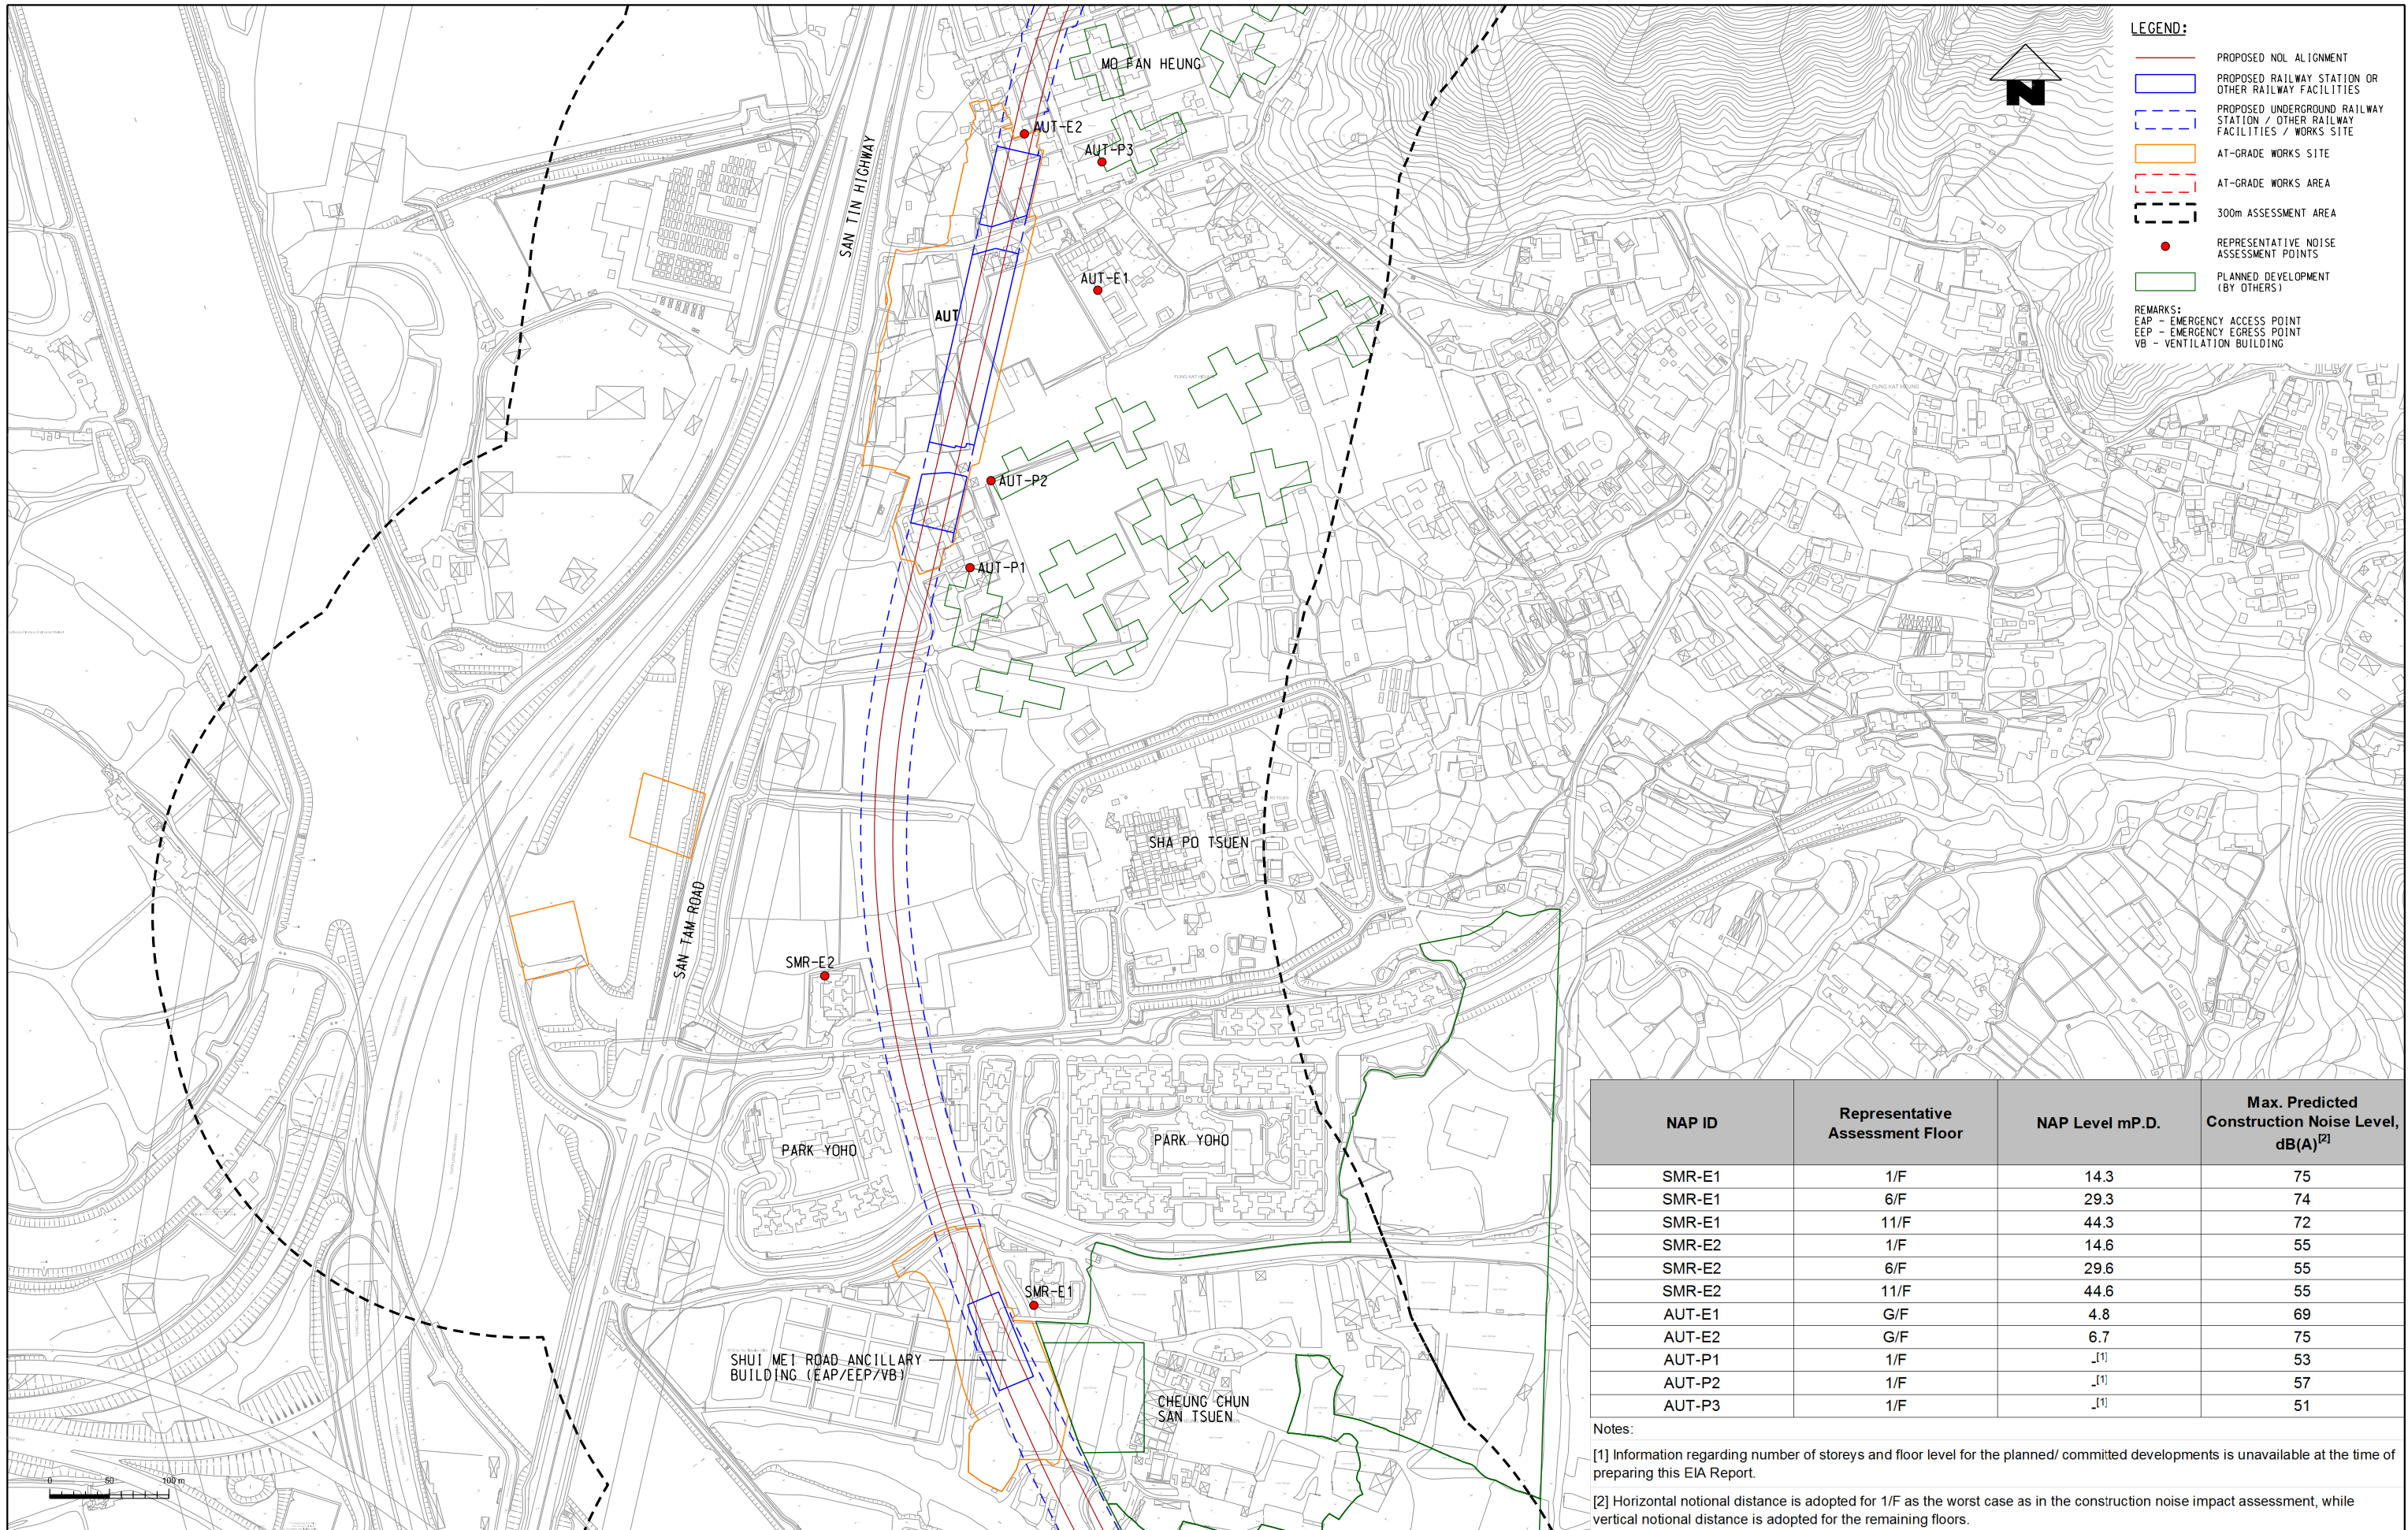 LEGEND:
PROPOSED NOL ALIGNMENT
PROPOSED RAILWAY STATION OR
OTHER RAILWAY FACILITIES
PROPOSED UNDERGROUND RAILWAY
STATION / OTHER RAILWAY
FACILITIES / WORKS SITE
AT-GRADE WORKS SITE
AT-GRADE WORKS AREA
300m ASSESSMENT AREA
REPRESENTATIVE NOISE
ASSESSMENT POINTS
PLANNED DEVELOPMENT
(BY OTHERS)
REMARKS:
EAP - EMERGENCY ACCESS POINT
EEP - EMERGENCY EGRESS POINT
VB - VENTILATION BUILDING
N
MO FAN HEUNG
AUT-E2
AUT-P3
SAN TIN HIGHWAY
AUT-E1
AUT
FUNG KAT HEUNG
FUNG KAT HEUNG
AUT-P2
AUT-P1
SHA PO TSUEN
SAN TAM ROAD
SMR-E2
PARK YOHO
Park Yoho
PARK YOHO
SMR-E1
SHUI MEI ROAD ANCILLARY
BUILDING (EAP/EEP/VB)
CHEUNG CHUN
SAN TSUEN
0 50 100 m
NAP ID Representative Assessment Floor NAP Level mP.D. Max. Predicted Construction Noise Level, dB(A)[2]
SMR-E1 1/F 14.3 75
SMR-E1 6/F 29.3 74
SMR-E1 11/F 44.3 72
SMR-E2 1/F 14.6 55
SMR-E2 6/F 29.6 55
SMR-E2 11/F 44.6 55
AUT-E1 G/F 4.8 69
AUT-E2 G/F 6.7 75
AUT-P1 1/F -[1] 53
AUT-P2 1/F -[1] 57
AUT-P3 1/F -[1] 51
Notes:
[1] Information regarding number of storeys and floor level for the planned/ committed developments is unavailable at the time of
preparing this EIA Report.
[2] Horizontal notional distance is adopted for 1/F as the worst case as in the construction noise impact assessment, while
vertical notional distance is adopted for the remaining floors.